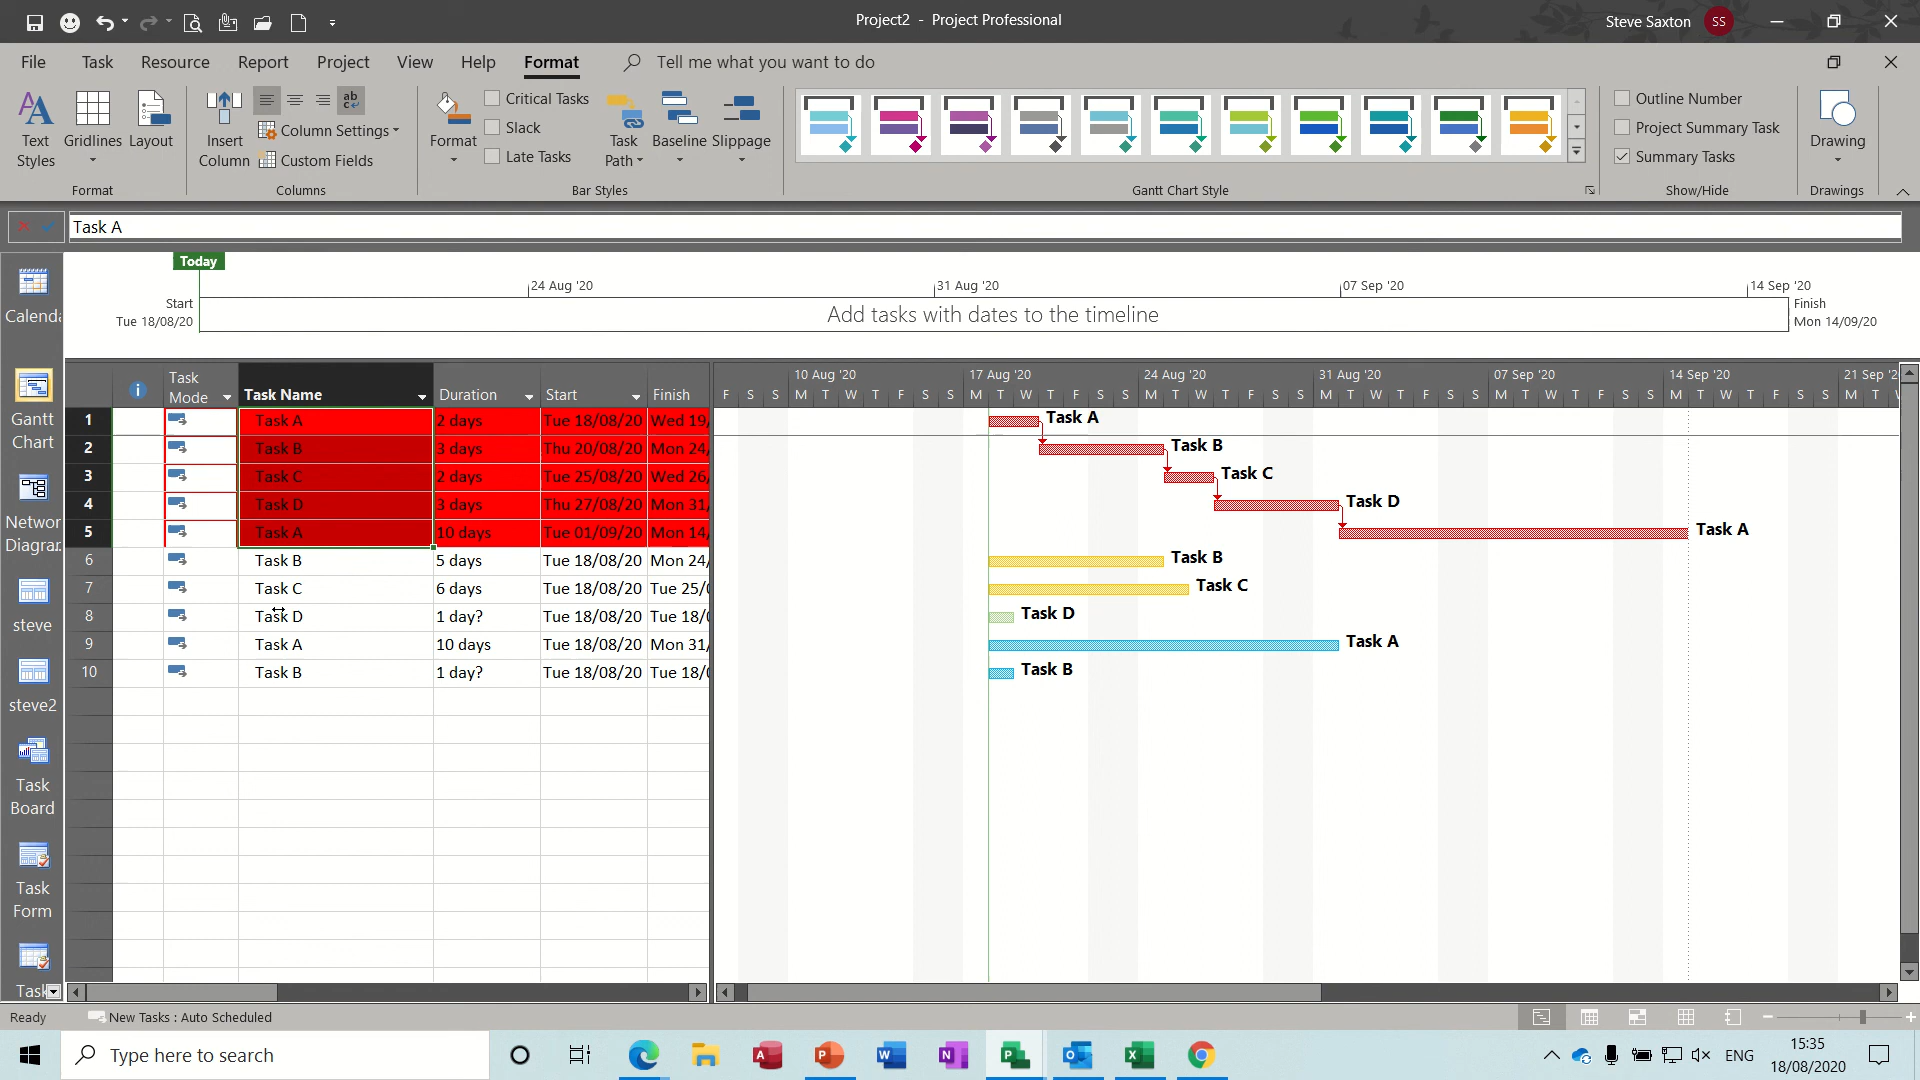 Project2 - Project Professional
Steve Saxton SS
File Task Resource Report Project View Help Format Tell me what you want to do
Text Styles
Gridlines
Layout
Format
Insert Column
Column Settings
Custom Fields
Columns
Format
Critical Tasks
Slack
Late Tasks
Task Path
Baseline
Slippage
Bar Styles
Gantt Chart Style
Outline Number
Project Summary Task
Summary Tasks
Show/Hide
Drawing
Drawings
Task A
Today
24 Aug '20 31 Aug '20 07 Sep '20 14 Sep '20
Start
Tue 18/08/20
Add tasks with dates to the timeline
Finish
Mon 14/09/20
Calenda
Gantt
Chart
Networ
Diagran
steve
steve2
Task
Board
Task
Form
Task
Task Mode Task Name Duration Start Finish
1 Task A 2 days Tue 18/08/20 Wed 19/
2 Task B 3 days Thu 20/08/20 Mon 24/
3 Task C 2 days Tue 25/08/20 Wed 26/
4 Task D 3 days Thu 27/08/20 Mon 31/
5 Task A 10 days Tue 01/09/20 Mon 14/
6 Task B 5 days Tue 18/08/20 Mon 24/
7 Task C 6 days Tue 18/08/20 Tue 25/0
8 Task D 1 day? Tue 18/08/20 Tue 18/0
9 Task A 10 days Tue 18/08/20 Mon 31/
10 Task B 1 day? Tue 18/08/20 Tue 18/0
10 Aug '20 17 Aug '20 24 Aug '20 31 Aug '20 07 Sep '20 14 Sep '20 21 Sep '2
F S S M T W T F S S M T W T F S S M T W T F S S M T W T F S S M T W T F S S M T W T F S S M T W
Task A
Task B
Task C
Task D
Task A
Task B
Task C
Task D
Task A
Task B
Ready New Tasks : Auto Scheduled
Type here to search
ENG
15:35
18/08/2020